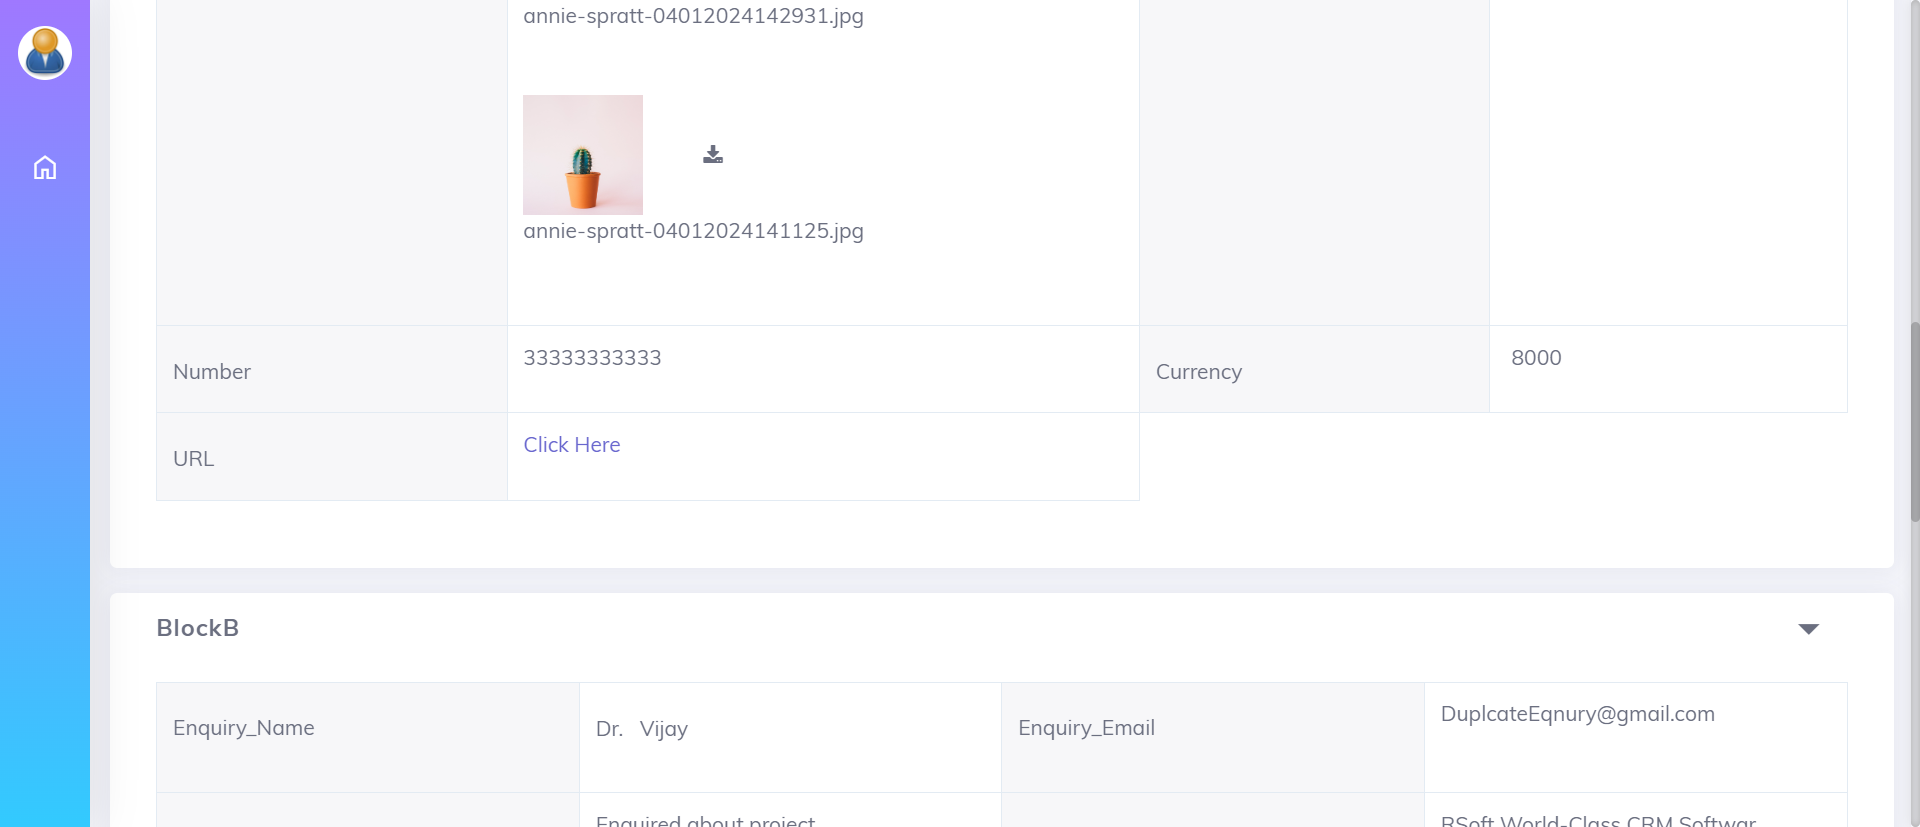 annie-spratt-04012024142931.jpg
annie-spratt-04012024141125.jpg
Number
33333333333
Currency
8000
URL
Click Here
BlockB
Enquiry_Name
Dr. Vijay
Enquiry_Email
DuplcateEqnury@gmail.com
Enquired about project
RSoft World-Class CRM Softwar